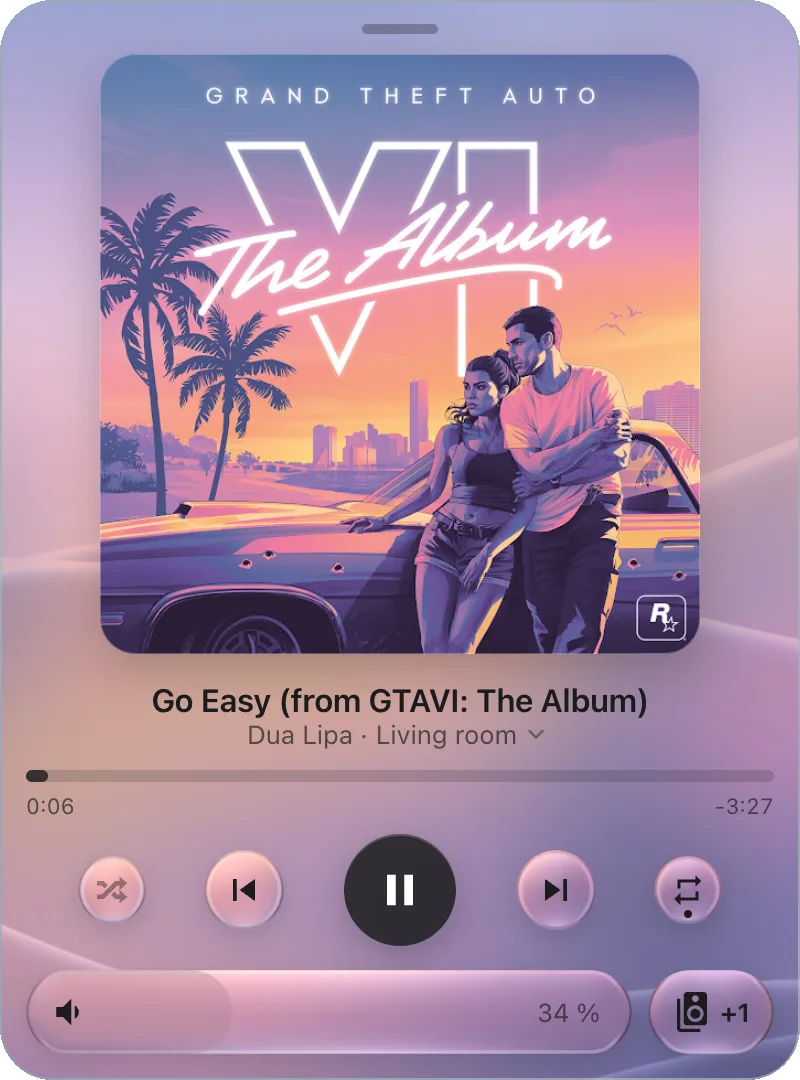 GRAND THEFT AUTO
VI
The Album
R
Go Easy (from GTAVI: The Album)
Dua Lipa · Living room
0:06
-3:27
34 %
+1